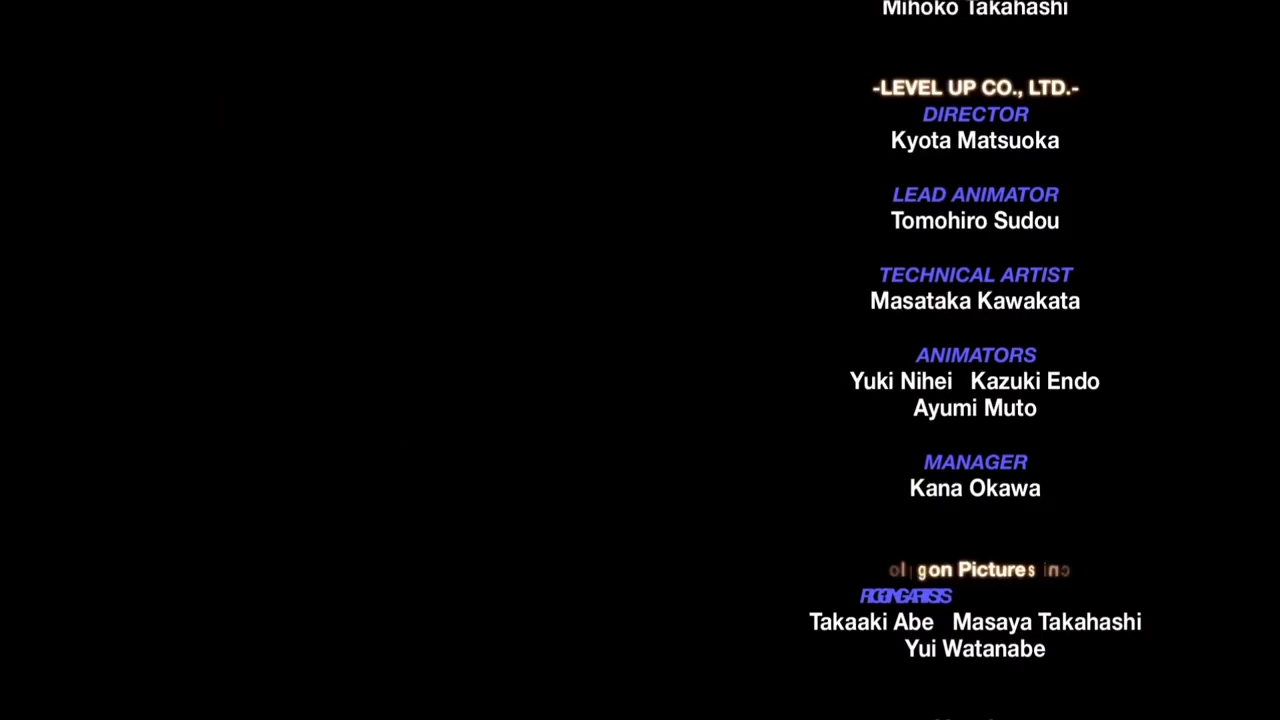 Mihoko Takahashi
-LEVEL UP CO., LTD.-
DIRECTOR
Kyota Matsuoka
LEAD ANIMATOR
Tomohiro Sudou
TECHNICAL ARTIST
Masataka Kawakata
ANIMATORS
Yuki Nihei Kazuki Endo
Ayumi Muto
MANAGER
Kana Okawa
Pictures
Takaaki Abe Masaya Takahashi
Yui Watanabe